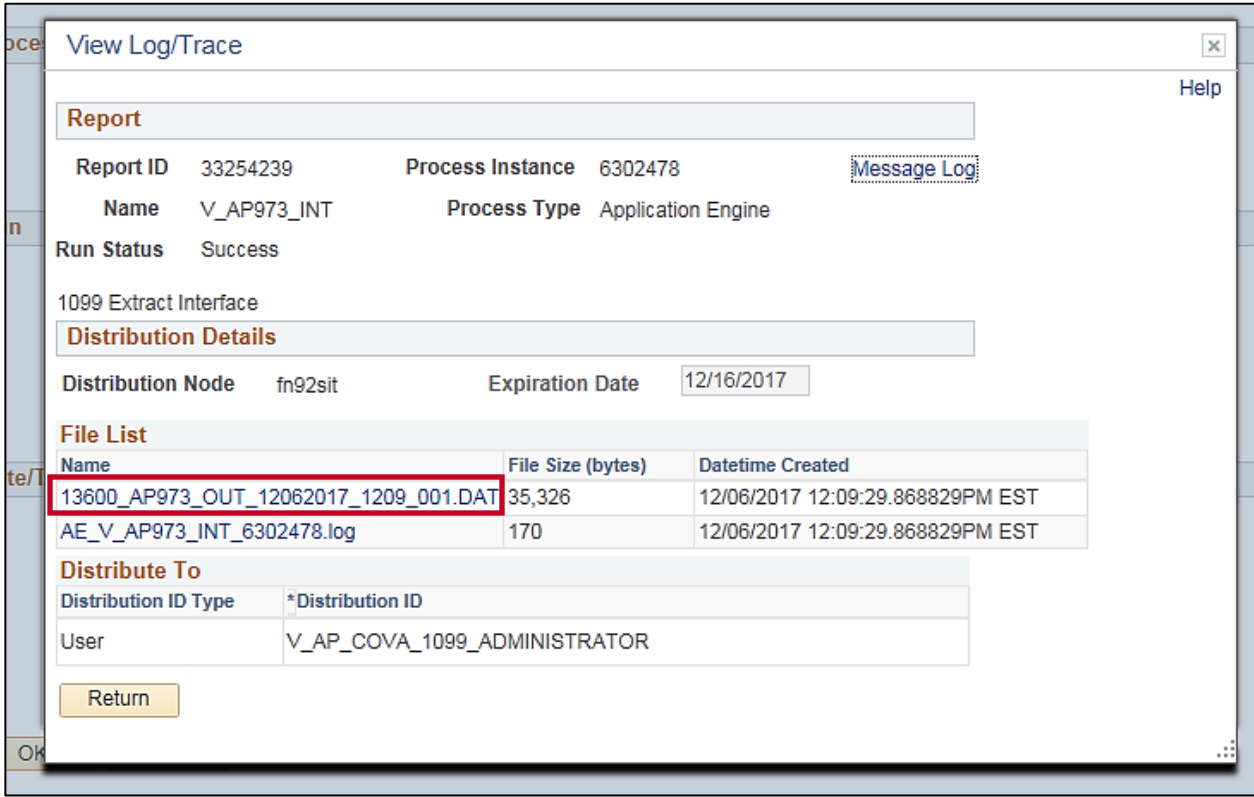 View Log/Trace
Help
Report
Report ID 33254239 Process Instance 6302478 Message Log
Name V_AP973_INT Process Type Application Engine
Run Status Success
1099 Extract Interface
Distribution Details
Distribution Node fn92sit Expiration Date 12/16/2017
File List
Name File Size (bytes) Datetime Created
13600_AP973_OUT_12062017_1209_001.DAT 35,326 12/06/2017 12:09:29.868829PM EST
AE_V_AP973_INT_6302478.log 170 12/06/2017 12:09:29.868829PM EST
Distribute To
Distribution ID Type *Distribution ID
User V_AP_COVA_1099_ADMINISTRATOR
Return
OK